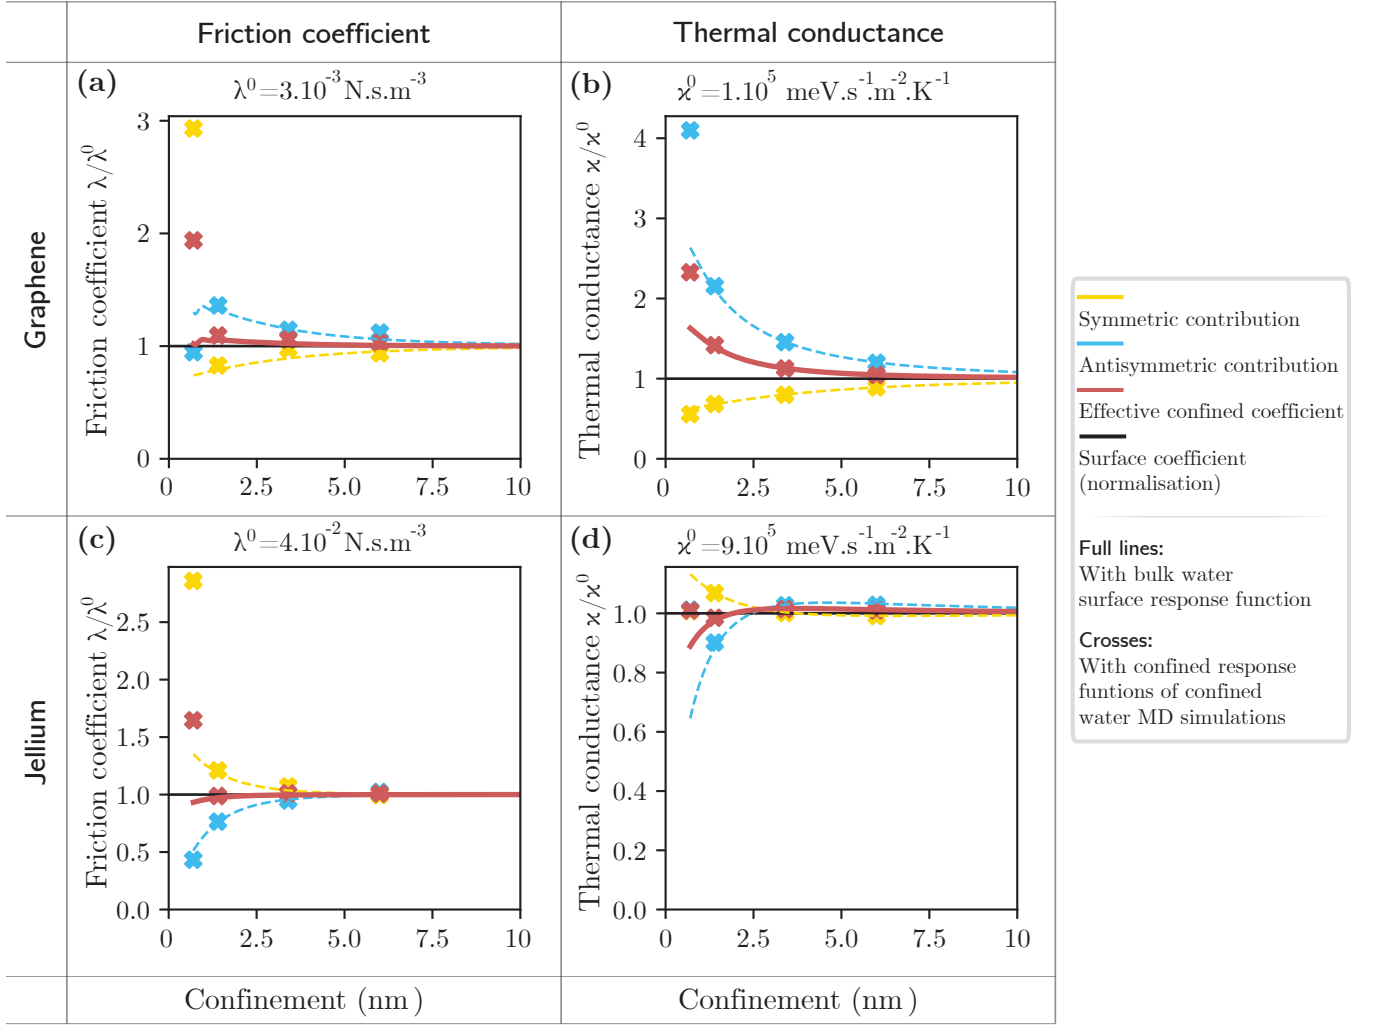 Friction coefficient
Thermal conductance
Graphene
(a)
λ⁰=3.10⁻³ N.s.m⁻³
Friction coefficient λ/λ⁰
3
2
1
0
0 2.5 5.0 7.5 10
(b)
ϰ⁰=1.10⁵ meV.s⁻¹.m⁻².K⁻¹
Thermal conductance ϰ/ϰ⁰
4
3
2
1
0
0 2.5 5.0 7.5 10
Jellium
(c)
λ⁰=4.10⁻² N.s.m⁻³
Friction coefficient λ/λ⁰
2.5
2.0
1.5
1.0
0.5
0.0
0 2.5 5.0 7.5 10
(d)
ϰ⁰=9.10⁵ meV.s⁻¹.m⁻².K⁻¹
Thermal conductance ϰ/ϰ⁰
1.0
0.8
0.6
0.4
0.2
0.0
0 2.5 5.0 7.5 10
Confinement (nm)
Confinement (nm)
Symmetric contribution
Antisymmetric contribution
Effective confined coefficient
Surface coefficient
(normalisation)
Full lines:
With bulk water
surface response function
Crosses:
With confined response
funtions of confined
water MD simulations